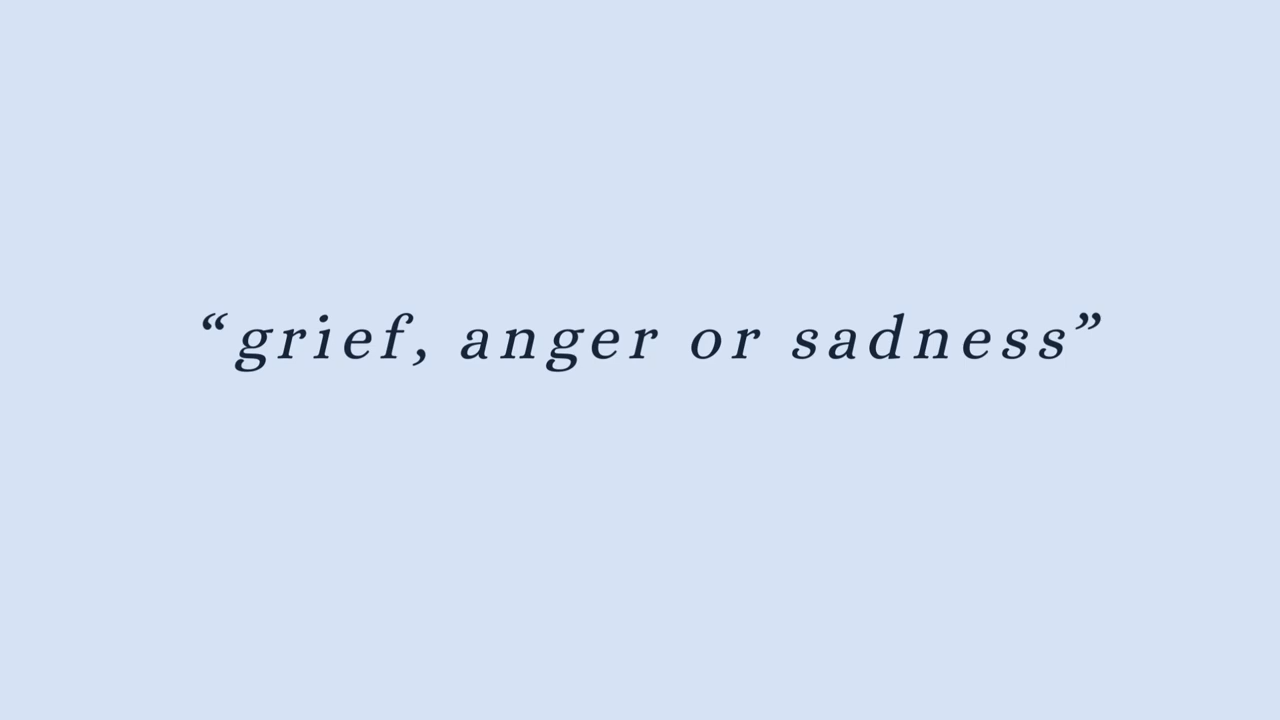 “grief, anger or sadness”